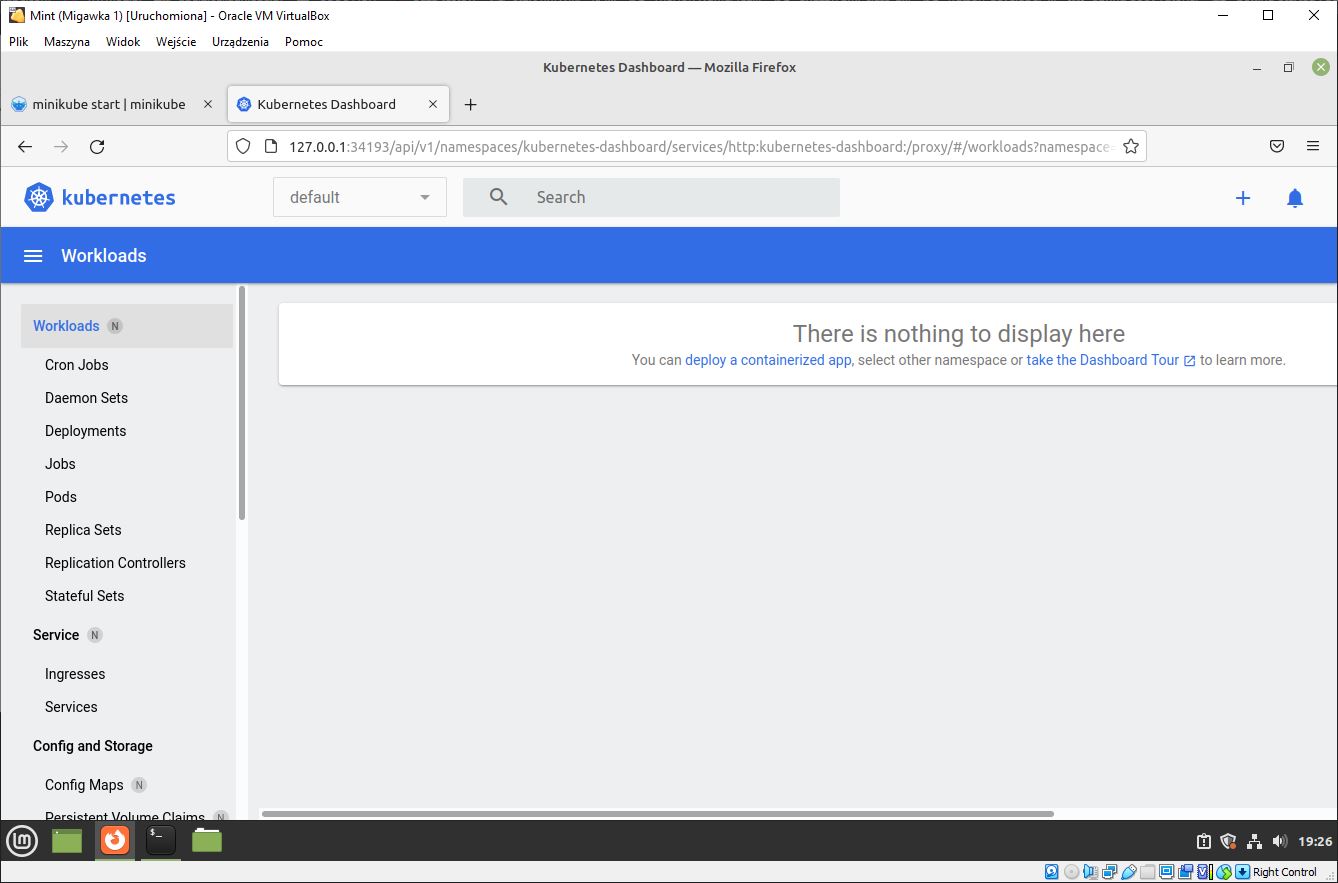 Mint (Migawka 1) [Uruchomiona] - Oracle VM VirtualBox
Plik Maszyna Widok Wejście Urządzenia Pomoc
Kubernetes Dashboard — Mozilla Firefox
minikube start | minikube Kubernetes Dashboard
127.0.0.1:34193/api/v1/namespaces/kubernetes-dashboard/services/http:kubernetes-dashboard:/proxy/#/workloads?namespace=
kubernetes default Search
Workloads
Workloads N
Cron Jobs
Daemon Sets
Deployments
Jobs
Pods
Replica Sets
Replication Controllers
Stateful Sets
Service N
Ingresses
Services
Config and Storage
Config Maps N
Persistent Volume Claims N
There is nothing to display here
You can deploy a containerized app, select other namespace or take the Dashboard Tour to learn more.
19:26
Right Control